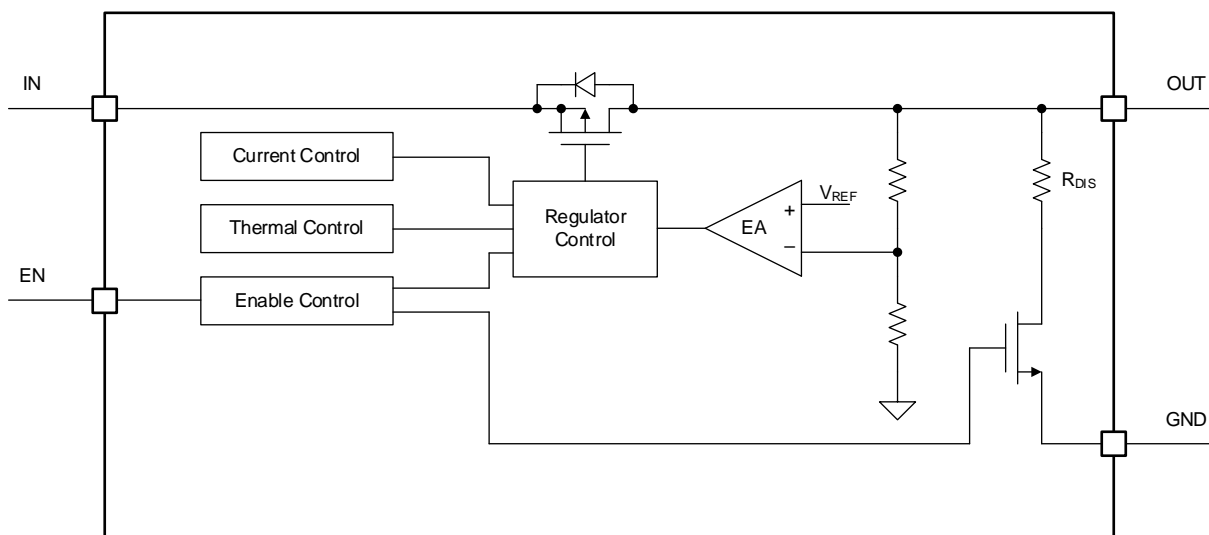 IN
OUT
Current Control
R_DIS
V_REF
Regulator
Control
+
EA
Thermal Control
−
EN
Enable Control
GND